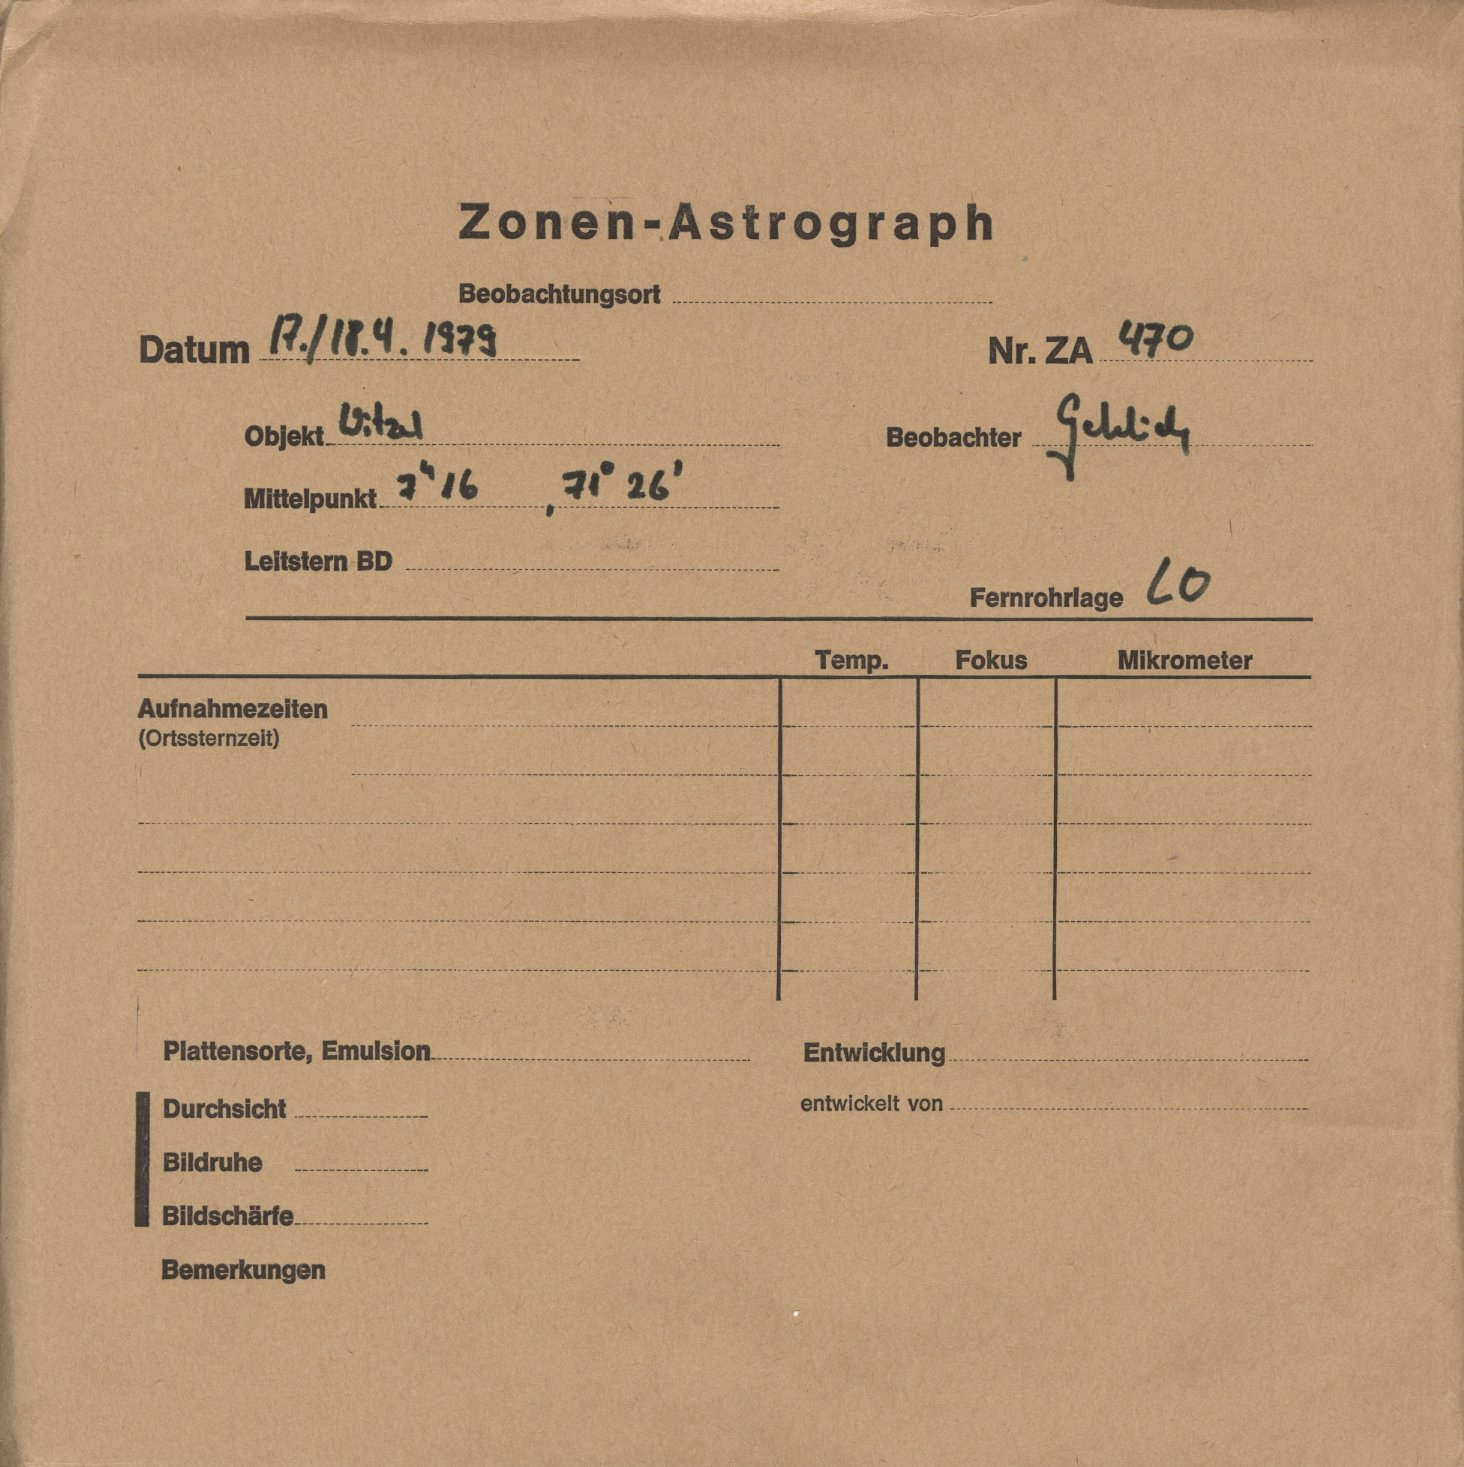 Zonen-Astrograph
Beobachtungsort
Datum 17./18.4. 1979
Nr. ZA 470
Objekt
Beobachter
Mittelpunkt 7ʰ16 , 71° 26'
Leitstern BD
Fernrohrlage LO
Temp. Fokus Mikrometer
Aufnahmezeiten
(Ortssternzeit)
Plattensorte, Emulsion
Entwicklung
Durchsicht
entwickelt von
Bildruhe
Bildschärfe
Bemerkungen